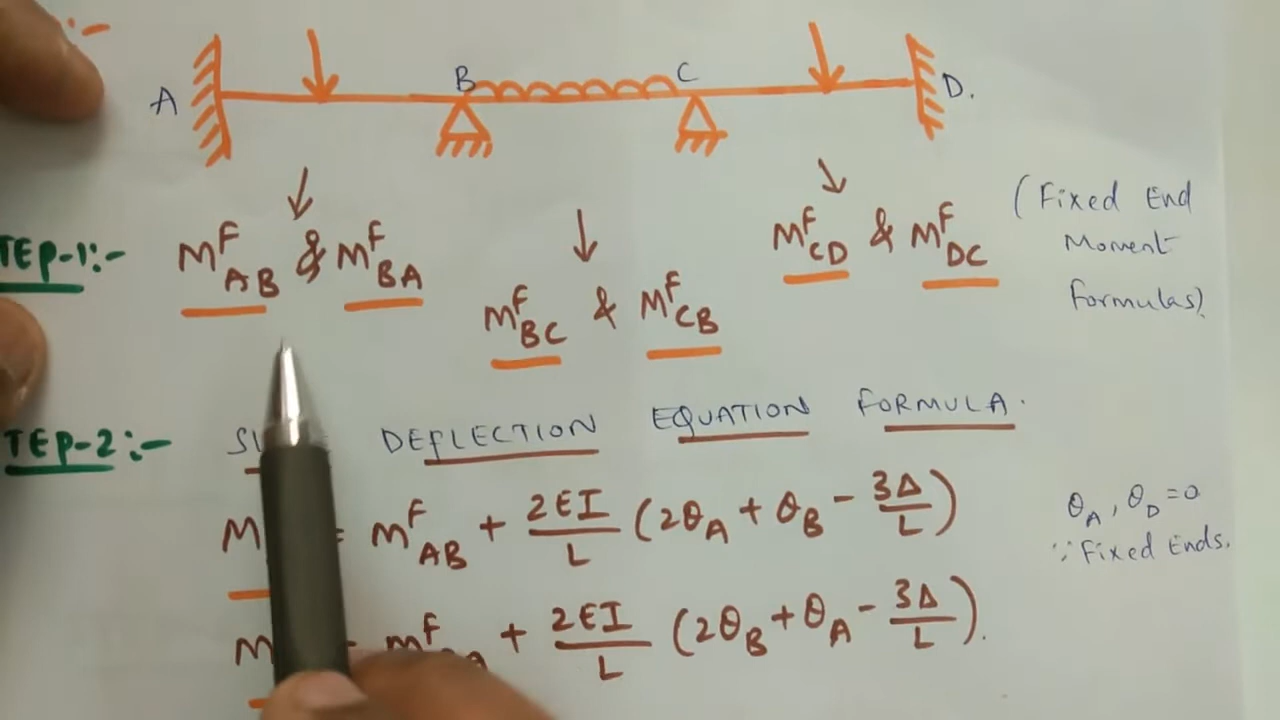 A B C D.
TEP-1:- M^F_AB & M^F_BA M^F_BC & M^F_CB M^F_CD & M^F_DC (Fixed End
Moment
Formulas).
TEP-2:- DEFLECTION EQUATION FORMULA.
M = M^F_AB + 2EI/L (2θ_A + θ_B - 3Δ/L)
θ_A, θ_D = 0
∵ Fixed Ends.
M = M^F + 2EI/L (2θ_B + θ_A - 3Δ/L).